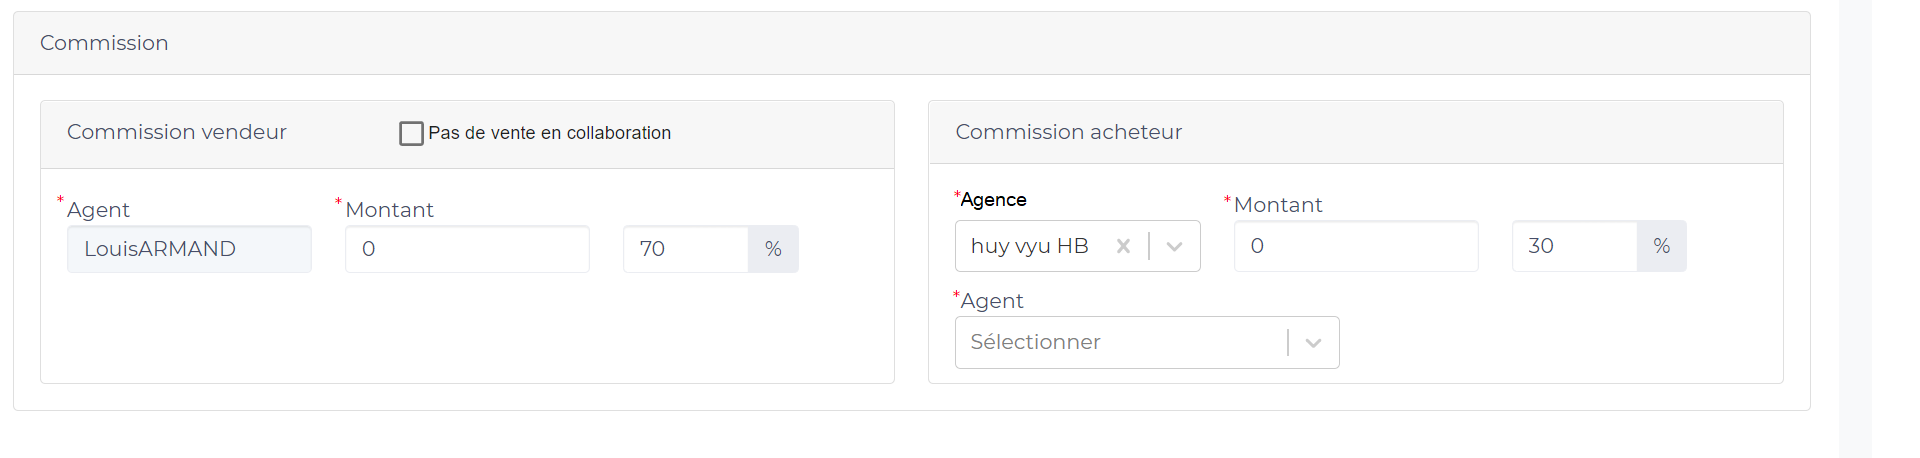 Commission
Commission vendeur
Pas de vente en collaboration
*Agent
*Montant
LouisARMAND
0
70 %
Commission acheteur
*Agence
*Montant
huy vyu HB
0
30 %
*Agent
Sélectionner